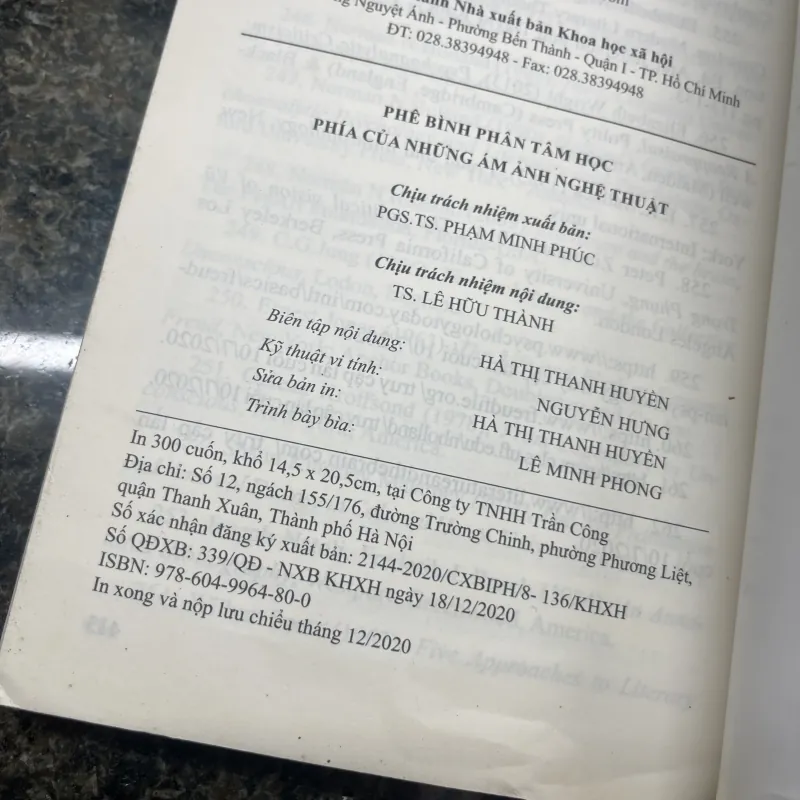 Nhà xuất bản Khoa học xã hội
Nguyệt Ánh - Phường Bến Thành - Quận I - TP. Hồ Chí Minh
ĐT: 028.38394948 - Fax: 028.38394948
PHÊ BÌNH PHÂN TÂM HỌC
PHÍA CỦA NHỮNG ÁM ẢNH NGHỆ THUẬT
Chịu trách nhiệm xuất bản:
PGS.TS. PHẠM MINH PHÚC
Chịu trách nhiệm nội dung:
TS. LÊ HỮU THÀNH
Biên tập nội dung: HÀ THỊ THANH HUYỀN
Kỹ thuật vi tính: NGUYỄN HƯNG
Sửa bản in: HÀ THỊ THANH HUYỀN
Trình bày bìa: LÊ MINH PHONG
In 300 cuốn, khổ 14,5 x 20,5cm, tại Công ty TNHH Trần Công
Địa chỉ: Số 12, ngách 155/176, đường Trường Chinh, phường Phương Liệt,
quận Thanh Xuân, Thành phố Hà Nội
Số xác nhận đăng ký xuất bản: 2144-2020/CXBIPH/8- 136/KHXH
Số QĐXB: 339/QĐ - NXB KHXH ngày 18/12/2020
ISBN: 978-604-9964-80-0
In xong và nộp lưu chiểu tháng 12/2020